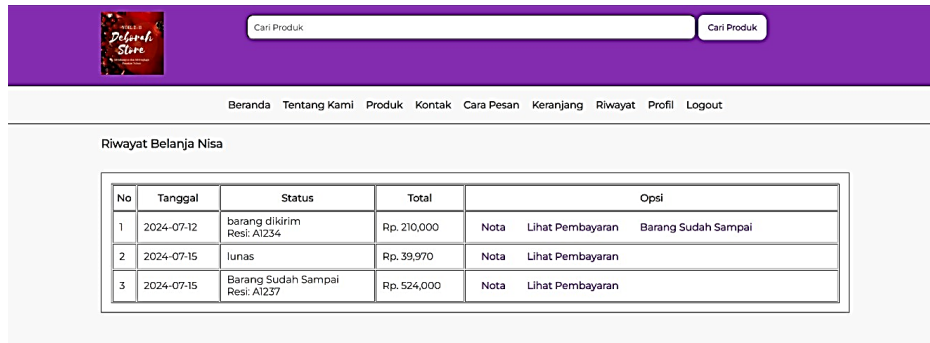 Deborah
Store
Cari Produk
Cari Produk
Beranda Tentang Kami Produk Kontak Cara Pesan Keranjang Riwayat Profil Logout
Riwayat Belanja Nisa
No Tanggal Status Total Opsi
1 2024-07-12 barang dikirim Rp. 210,000 Nota Lihat Pembayaran Barang Sudah Sampai
Resi: A1234
2 2024-07-15 lunas Rp. 39,970 Nota Lihat Pembayaran
3 2024-07-15 Barang Sudah Sampai Rp. 524,000 Nota Lihat Pembayaran
Resi: A1237